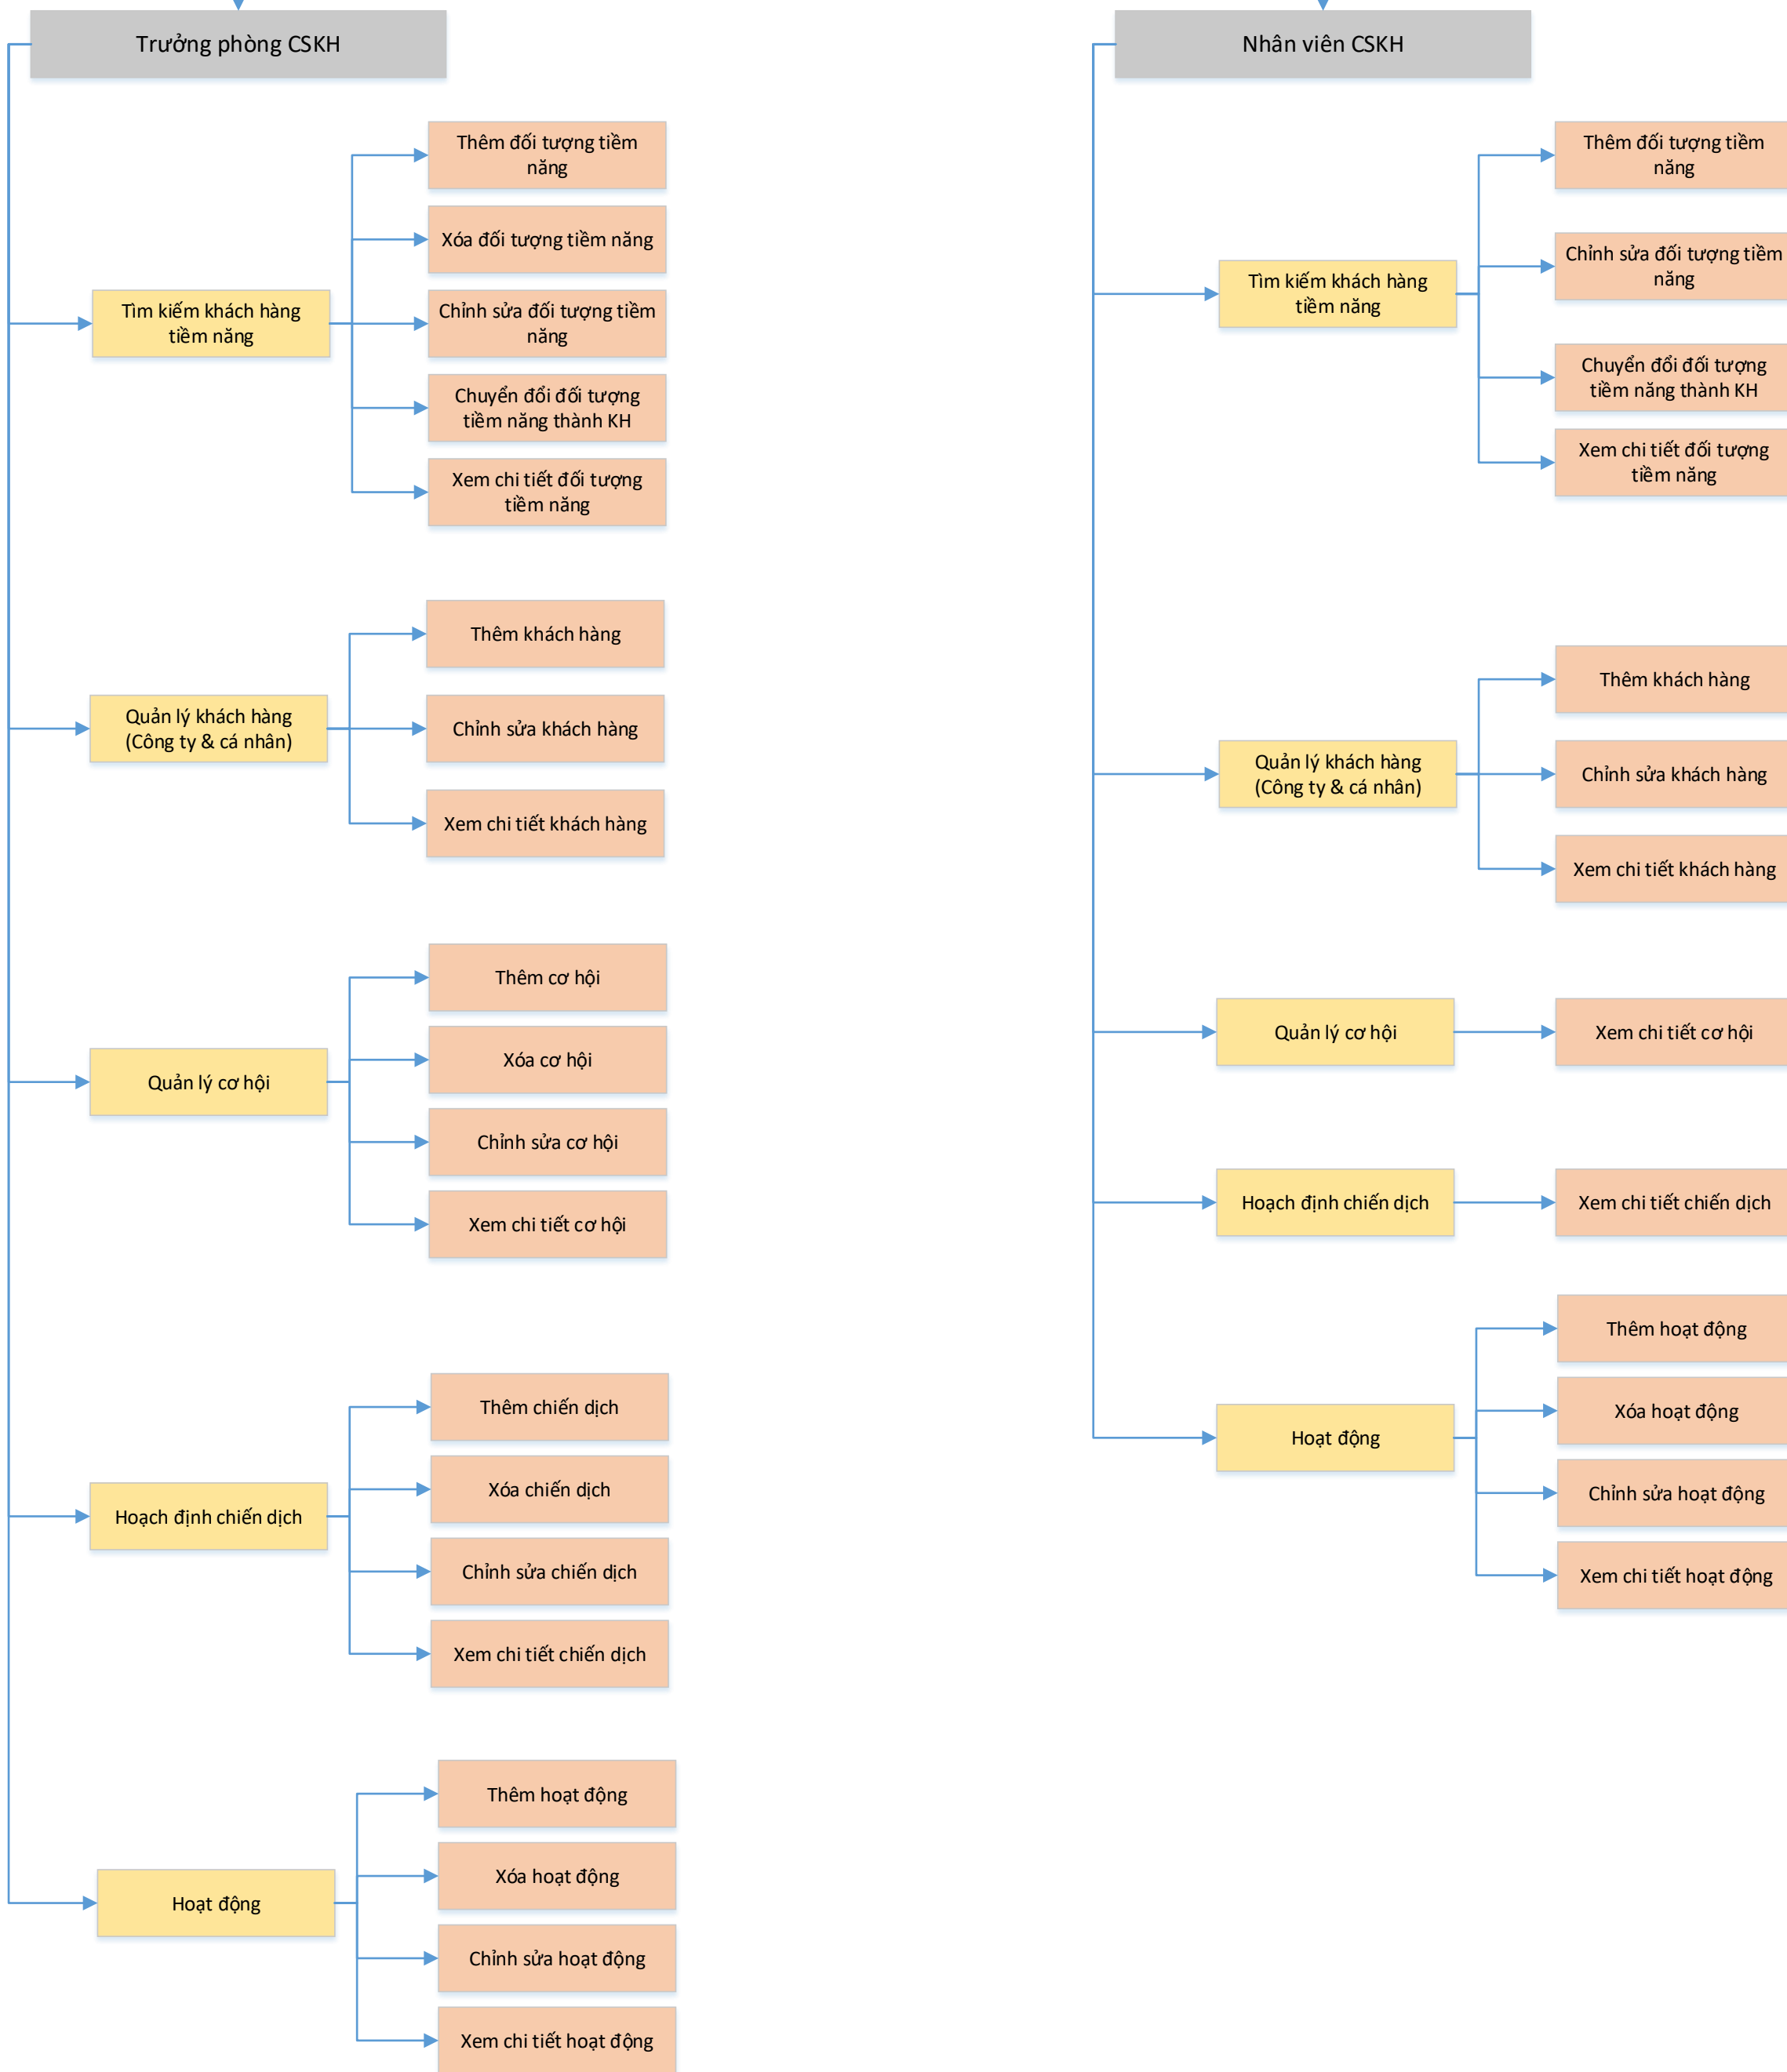 Trưởng phòng CSKH
Thêm đối tượng tiềm
năng
Xóa đối tượng tiềm năng
Tìm kiếm khách hàng
tiềm năng
Chỉnh sửa đối tượng tiềm
năng
Chuyển đổi đối tượng
tiềm năng thành KH
Xem chi tiết đối tượng
tiềm năng
Quản lý khách hàng
(Công ty & cá nhân)
Thêm khách hàng
Chỉnh sửa khách hàng
Xem chi tiết khách hàng
Quản lý cơ hội
Thêm cơ hội
Xóa cơ hội
Chỉnh sửa cơ hội
Xem chi tiết cơ hội
Hoạch định chiến dịch
Thêm chiến dịch
Xóa chiến dịch
Chỉnh sửa chiến dịch
Xem chi tiết chiến dịch
Hoạt động
Thêm hoạt động
Xóa hoạt động
Chỉnh sửa hoạt động
Xem chi tiết hoạt động
Nhân viên CSKH
Tìm kiếm khách hàng
tiềm năng
Thêm đối tượng tiềm
năng
Chỉnh sửa đối tượng tiềm
năng
Chuyển đổi đối tượng
tiềm năng thành KH
Xem chi tiết đối tượng
tiềm năng
Quản lý khách hàng
(Công ty & cá nhân)
Thêm khách hàng
Chỉnh sửa khách hàng
Xem chi tiết khách hàng
Quản lý cơ hội
Xem chi tiết cơ hội
Hoạch định chiến dịch
Xem chi tiết chiến dịch
Hoạt động
Thêm hoạt động
Xóa hoạt động
Chỉnh sửa hoạt động
Xem chi tiết hoạt động